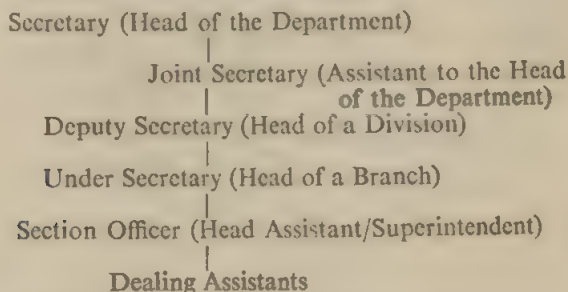 Secretary (Head of the Department)
Joint Secretary (Assistant to the Head
of the Department)
Deputy Secretary (Head of a Division)
Under Secretary (Head of a Branch)
Section Officer (Head Assistant/Superintendent)
Dealing Assistants